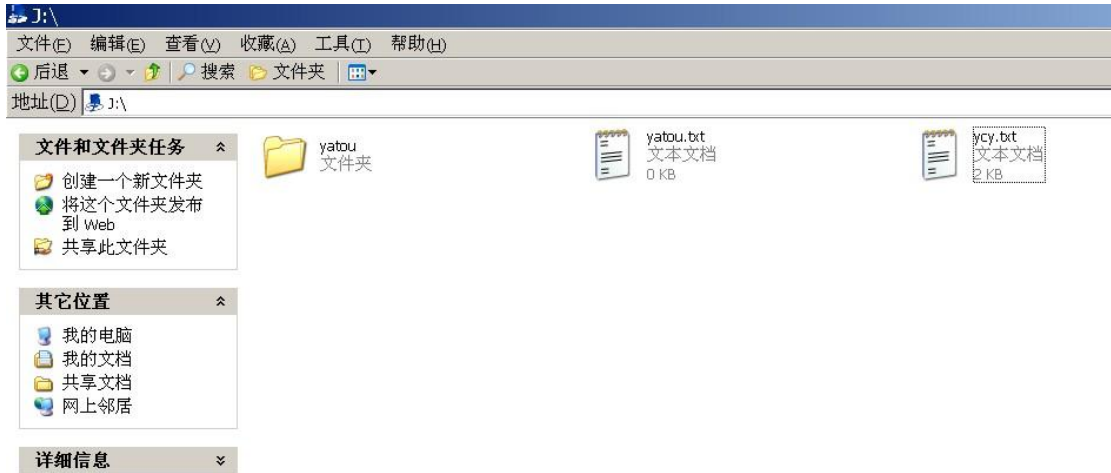 J:\
文件(F) 编辑(E) 查看(V) 收藏(A) 工具(T) 帮助(H)
后退 搜索 文件夹
地址(D) J:\
文件和文件夹任务
创建一个新文件夹
将这个文件夹发布
到 Web
共享此文件夹
其它位置
我的电脑
我的文档
共享文档
网上邻居
详细信息
yatou
文件夹
yatou.txt
文本文档
0 KB
ycy.txt
文本文档
2 KB